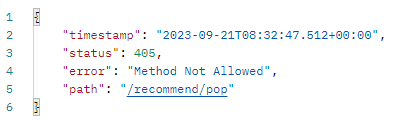 1 {
2 "timestamp": "2023-09-21T08:32:47.512+00:00",
3 "status": 405,
4 "error": "Method Not Allowed",
5 "path": "/recommend/pop"
6 }